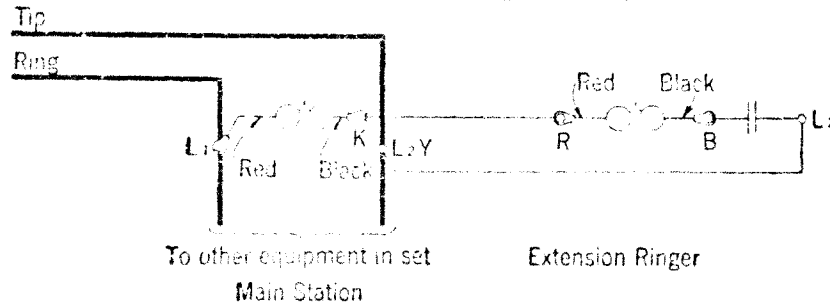 Tip
Ring
Red
Black
K
R
B
L1
L2Y
Red
Black
To other equipment in set
Extension Ringer
Main Station